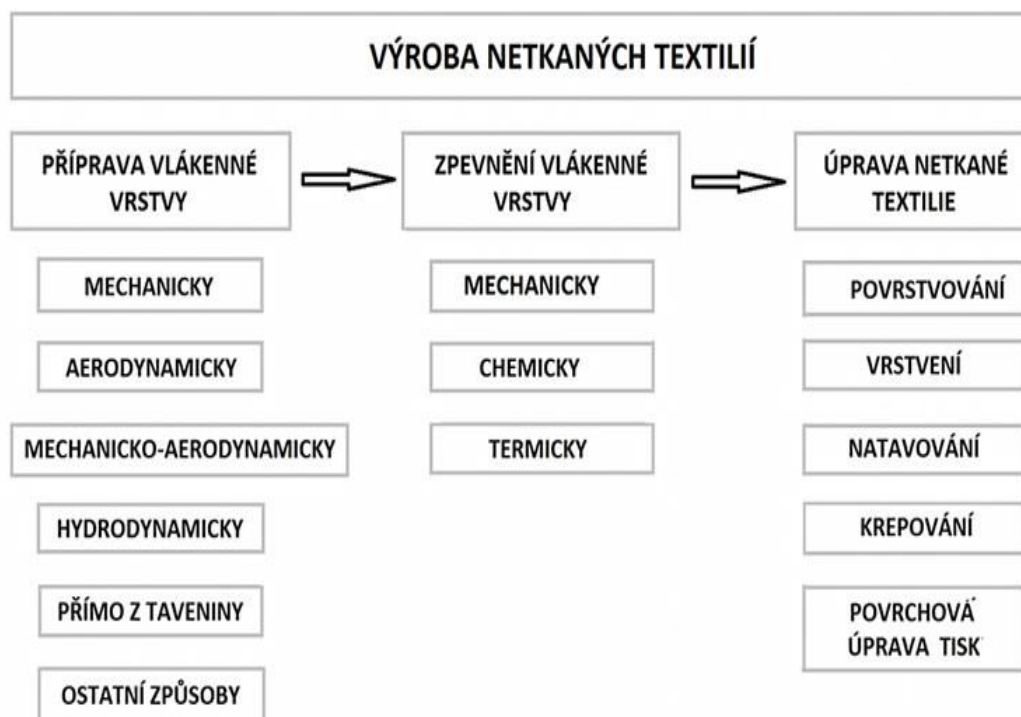 VÝROBA NETKANÝCH TEXTILIÍ
PŘÍPRAVA VLÁKENNÉ
VRSTVY
MECHANICKY
AERODYNAMICKY
MECHANICKO-AERODYNAMICKY
HYDRODYNAMICKY
PŘÍMO Z TAVENINY
OSTATNÍ ZPŮSOBY
ZPEVNĚNÍ VLÁKENNÉ
VRSTVY
MECHANICKY
CHEMICKY
TERMICKY
ÚPRAVA NETKANÉ
TEXTILIE
POVRSTVOVÁNÍ
VRSTVENÍ
NATAVOVÁNÍ
KREPOVÁNÍ
POVRCHOVÁ
ÚPRAVA TISK